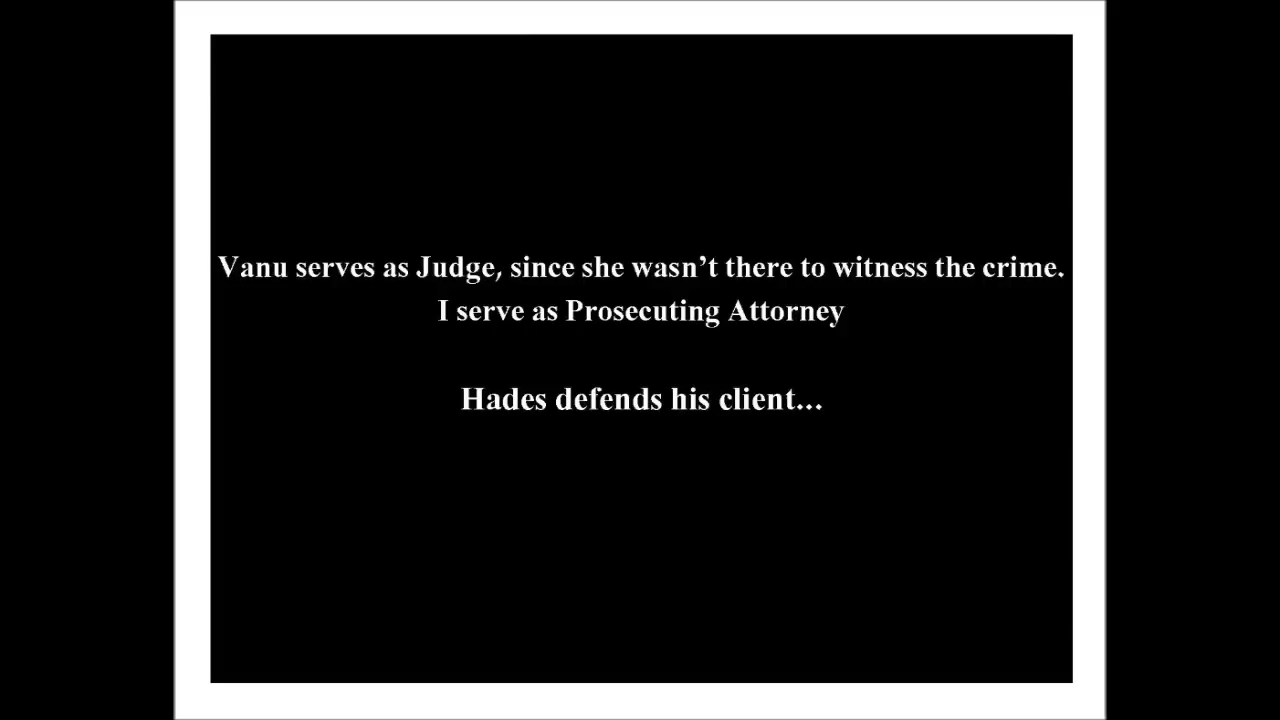 Vanu serves as Judge, since she wasn’t there to witness the crime.
I serve as Prosecuting Attorney
Hades defends his client…